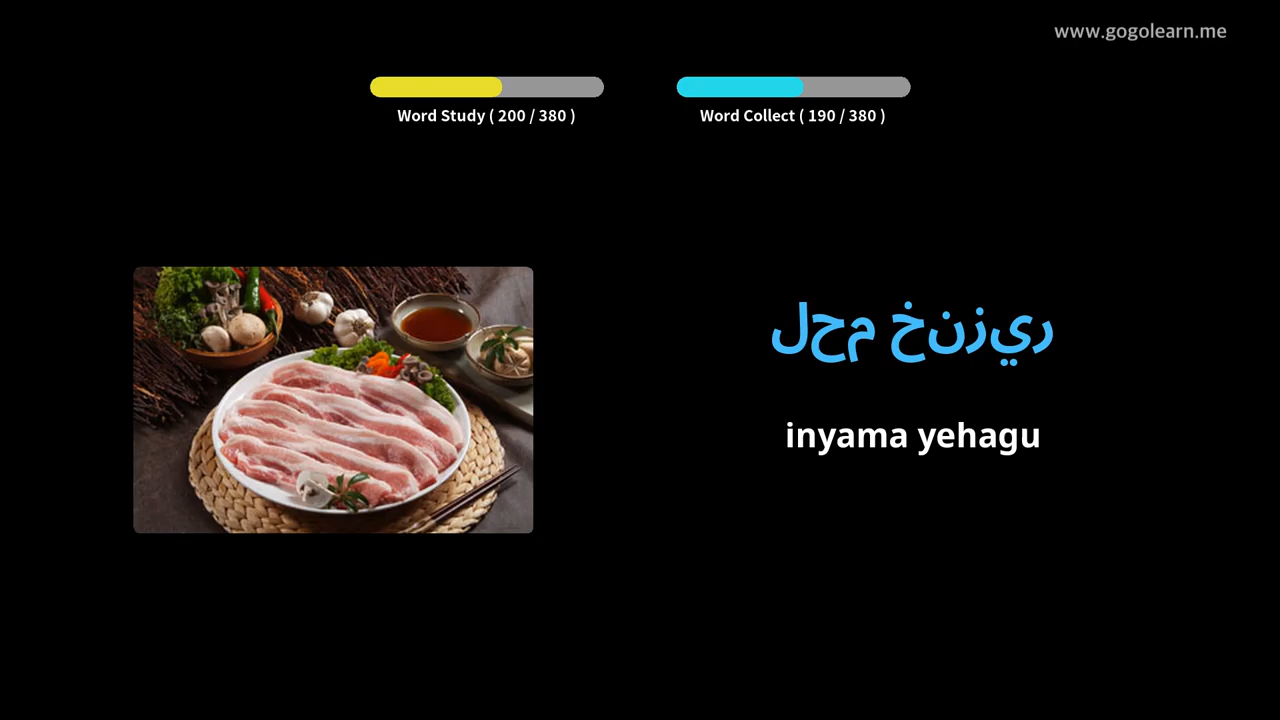 www.gogolearn.me
Word Study ( 200 / 380 )
Word Collect ( 190 / 380 )
لحم خنزير
inyama yehagu